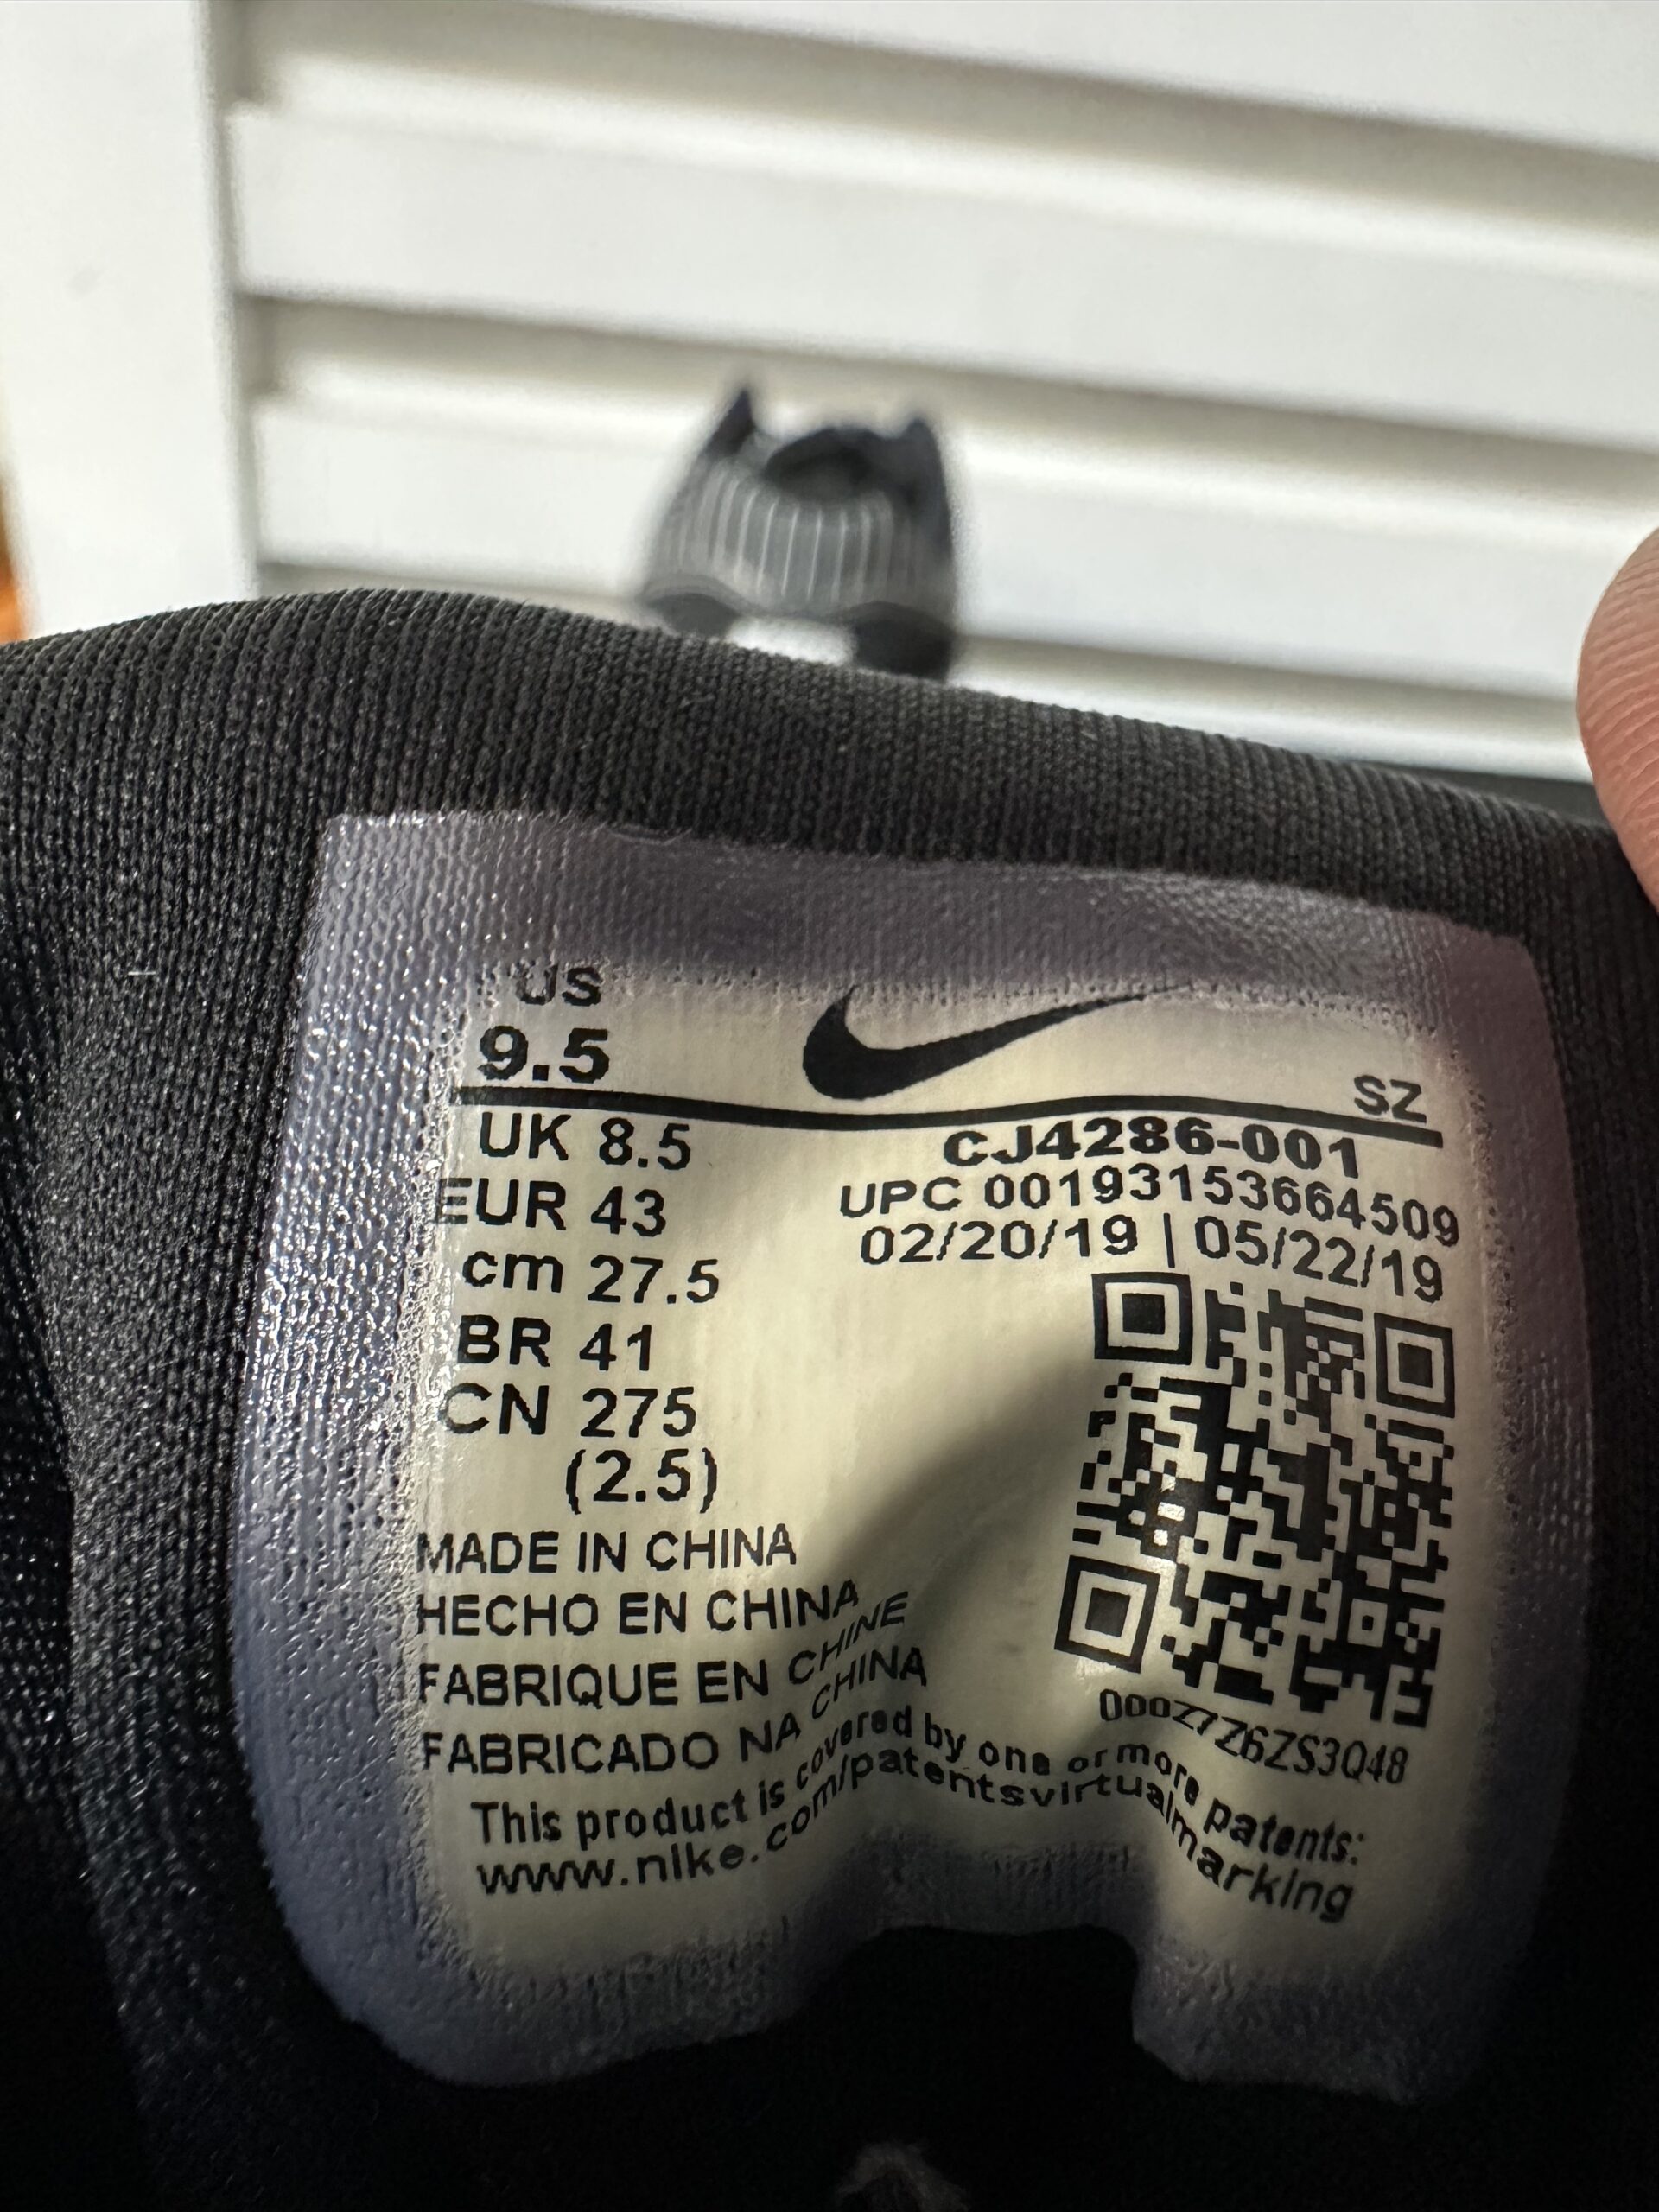 US
9.5
SZ
UK 8.5
EUR 43
cm 27.5
BR 41
CN 275
(2.5)
CJ4286-001
UPC 00193153664509
02/20/19 | 05/22/19
000Z7Z6ZS3Q48
MADE IN CHINA
HECHO EN CHINA
FABRIQUE EN CHINE
FABRICADO NA CHINA
This product is covered by one or more patents:
www.nike.com/patentsvirtualmarking